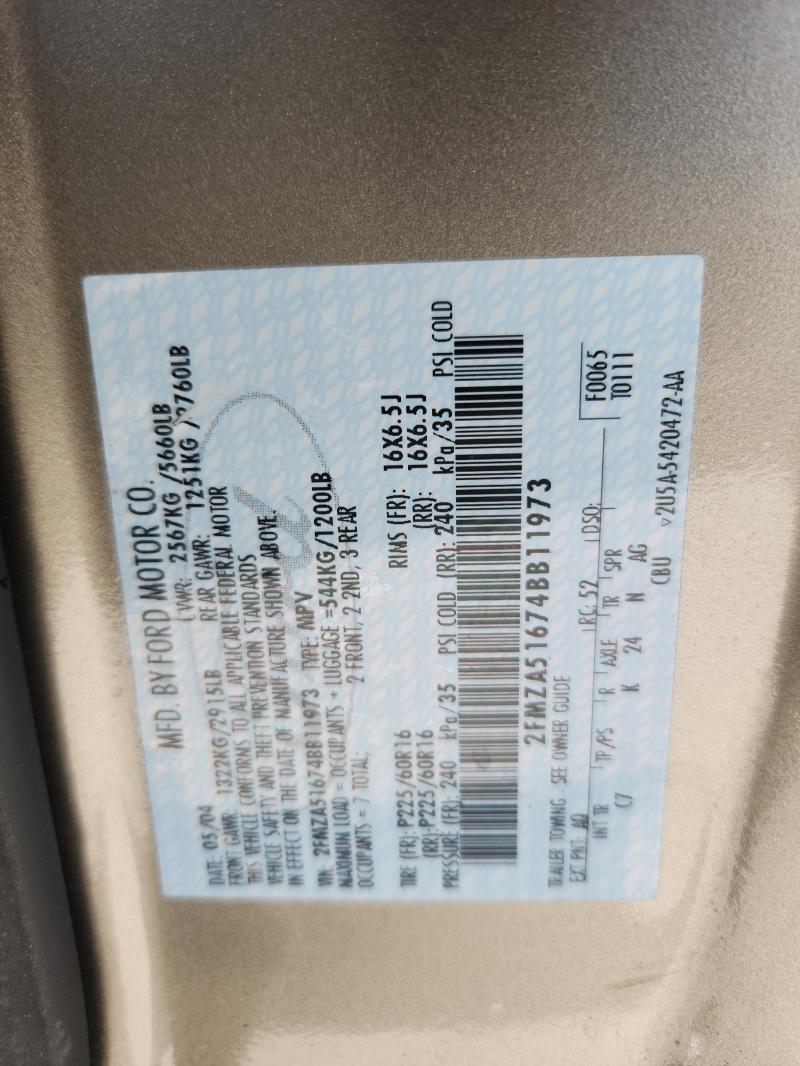 MFD. BY FORD MOTOR CO.
DATE: 05/04 GVWR: 2567KG /5660LB
FRONT GAWR: 1322KG/2915LB REAR GAWR: 1251KG /2760LB
THIS VEHICLE CONFORMS TO ALL APPLICABLE FEDERAL MOTOR
VEHICLE SAFETY AND THEFT PREVENTION STANDARDS
IN EFFECT ON THE DATE OF MANUFACTURE SHOWN ABOVE.
VIN: 2FMZA51674BB11973 TYPE: MPV
MAXIMUM LOAD = OCCUPANTS + LUGGAGE =544KG/1200LB
OCCUPANTS = 7 TOTAL; 2 FRONT, 2-2ND, 3 REAR
TIRE (FR): P225/60R16 RIMS (FR): 16X6.5J
(RR): P225/60R16 (RR): 16X6.5J
PRESSURE (FR): 240 kPa/35 PSI COLD (RR): 240 kPa/35 PSI COLD
2FMZA51674BB11973
TRAILER TOWING - SEE OWNER GUIDE
EXT PNT: AQ RC: 52 DSO: F0065
INT TR TP/PS R AXLE TR SPR T0111
C7 K 24 N AG
CBU
v2U5A-5420472-AA